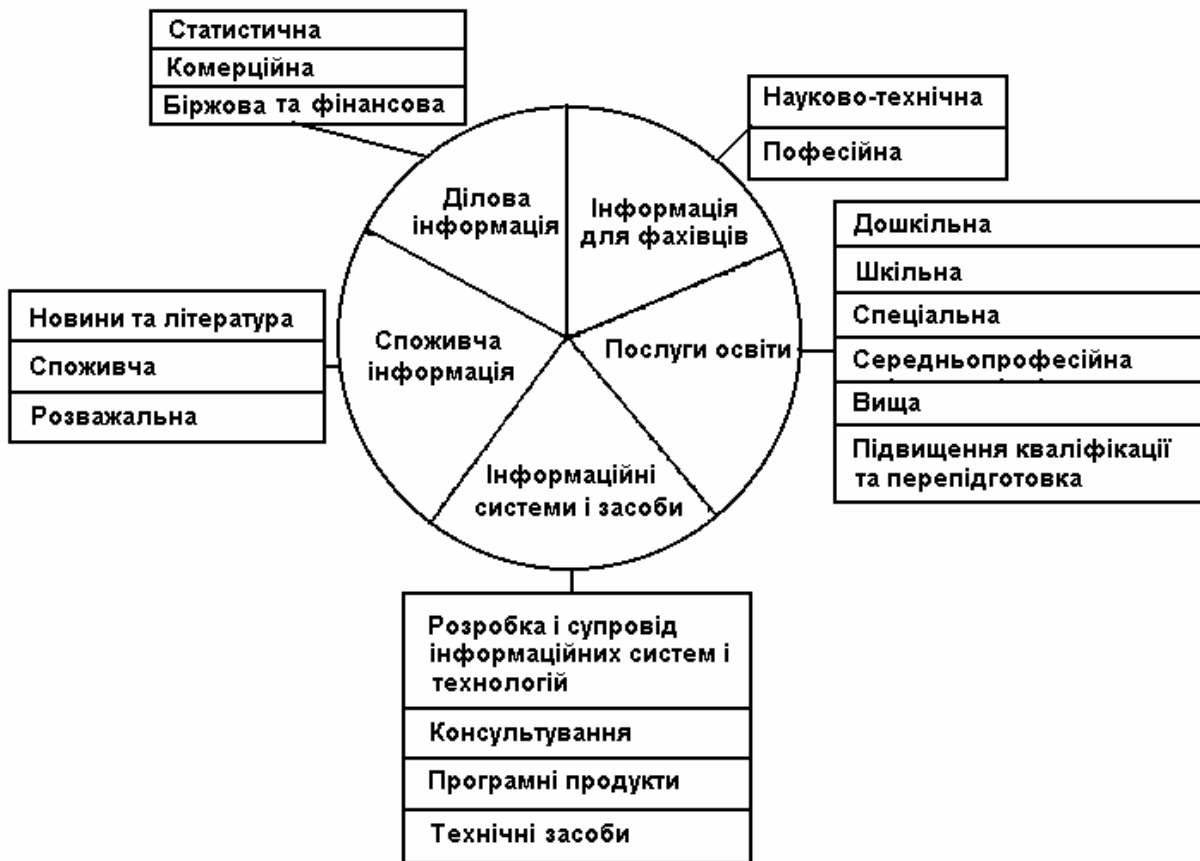 Статистична
Комерційна
Біржова та фінансова
Науково-технічна
Пофесійна
Ділова
інформація
Інформація
для фахівців
Дошкільна
Шкільна
Спеціальна
Середньопрофесійна
Вища
Підвищення кваліфікації
та перепідготовка
Послуги освіти
Новини та література
Споживча
Розважальна
Споживча
інформація
Інформаційні
системи і засоби
Розробка і супровід
інформаційних систем і
технологій
Консультування
Програмні продукти
Технічні засоби